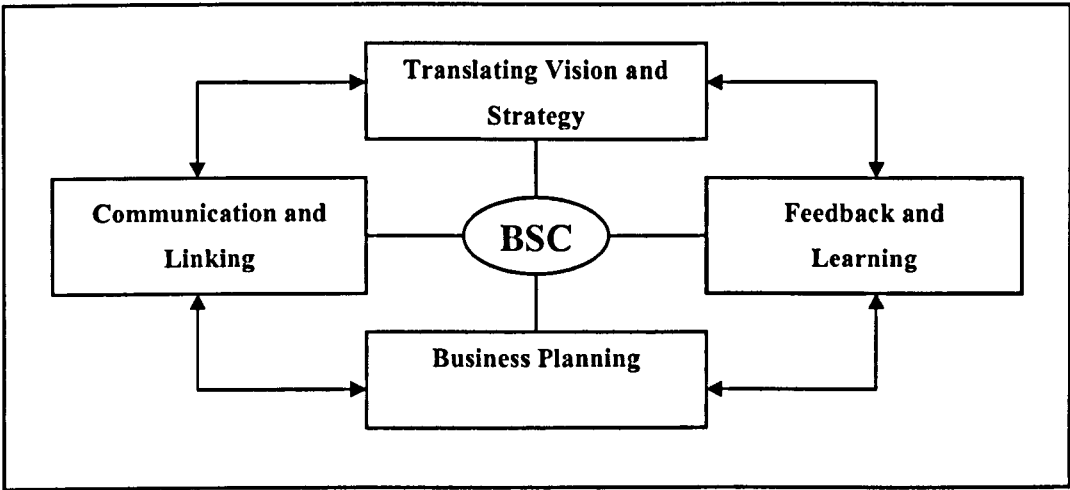 Translating Vision and
Strategy
Communication and
Linking
BSC
Feedback and
Learning
Business Planning